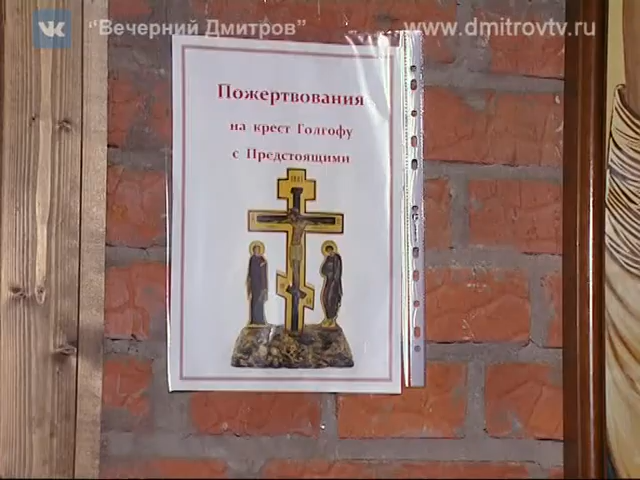 "Вечерний Дмитров"
www.dmitrovtv.ru
Пожертвования
на крест Голгофу
с Предстоящими